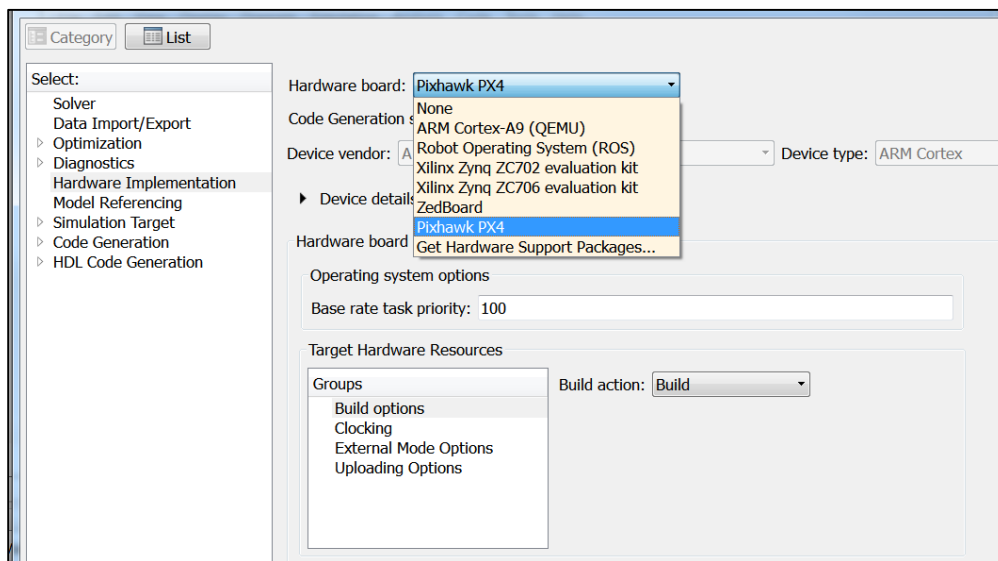 Category
List
Select:
Solver
Data Import/Export
Optimization
Diagnostics
Hardware Implementation
Model Referencing
Simulation Target
Code Generation
HDL Code Generation
Hardware board: Pixhawk PX4
None
ARM Cortex-A9 (QEMU)
Robot Operating System (ROS)
Xilinx Zynq ZC702 evaluation kit
Xilinx Zynq ZC706 evaluation kit
ZedBoard
Pixhawk PX4
Get Hardware Support Packages...
Code Generation
Device vendor: Device type: ARM Cortex
Device details
Hardware board
Operating system options
Base rate task priority: 100
Target Hardware Resources
Groups
Build options
Clocking
External Mode Options
Uploading Options
Build action: Build